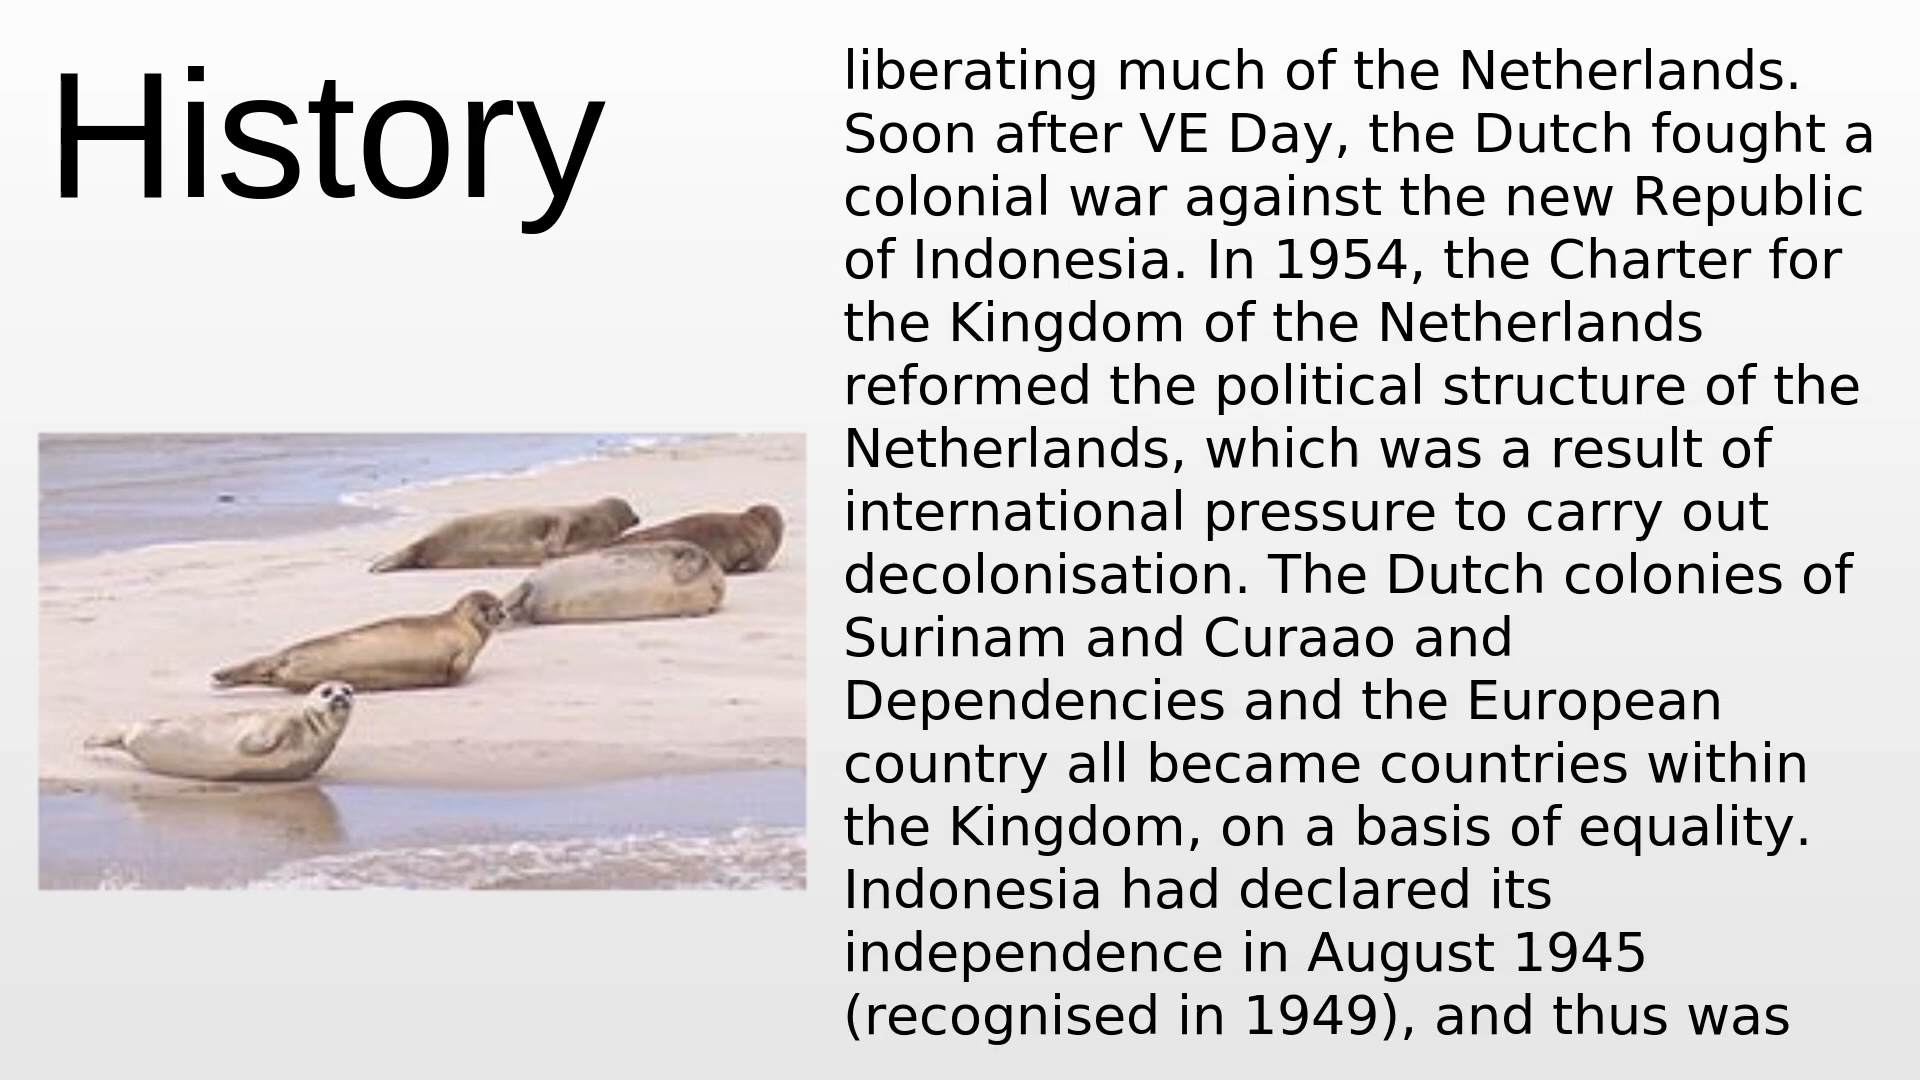 History
liberating much of the Netherlands.
Soon after VE Day, the Dutch fought a
colonial war against the new Republic
of Indonesia. In 1954, the Charter for
the Kingdom of the Netherlands
reformed the political structure of the
Netherlands, which was a result of
international pressure to carry out
decolonisation. The Dutch colonies of
Surinam and Curaao and
Dependencies and the European
country all became countries within
the Kingdom, on a basis of equality.
Indonesia had declared its
independence in August 1945
(recognised in 1949), and thus was